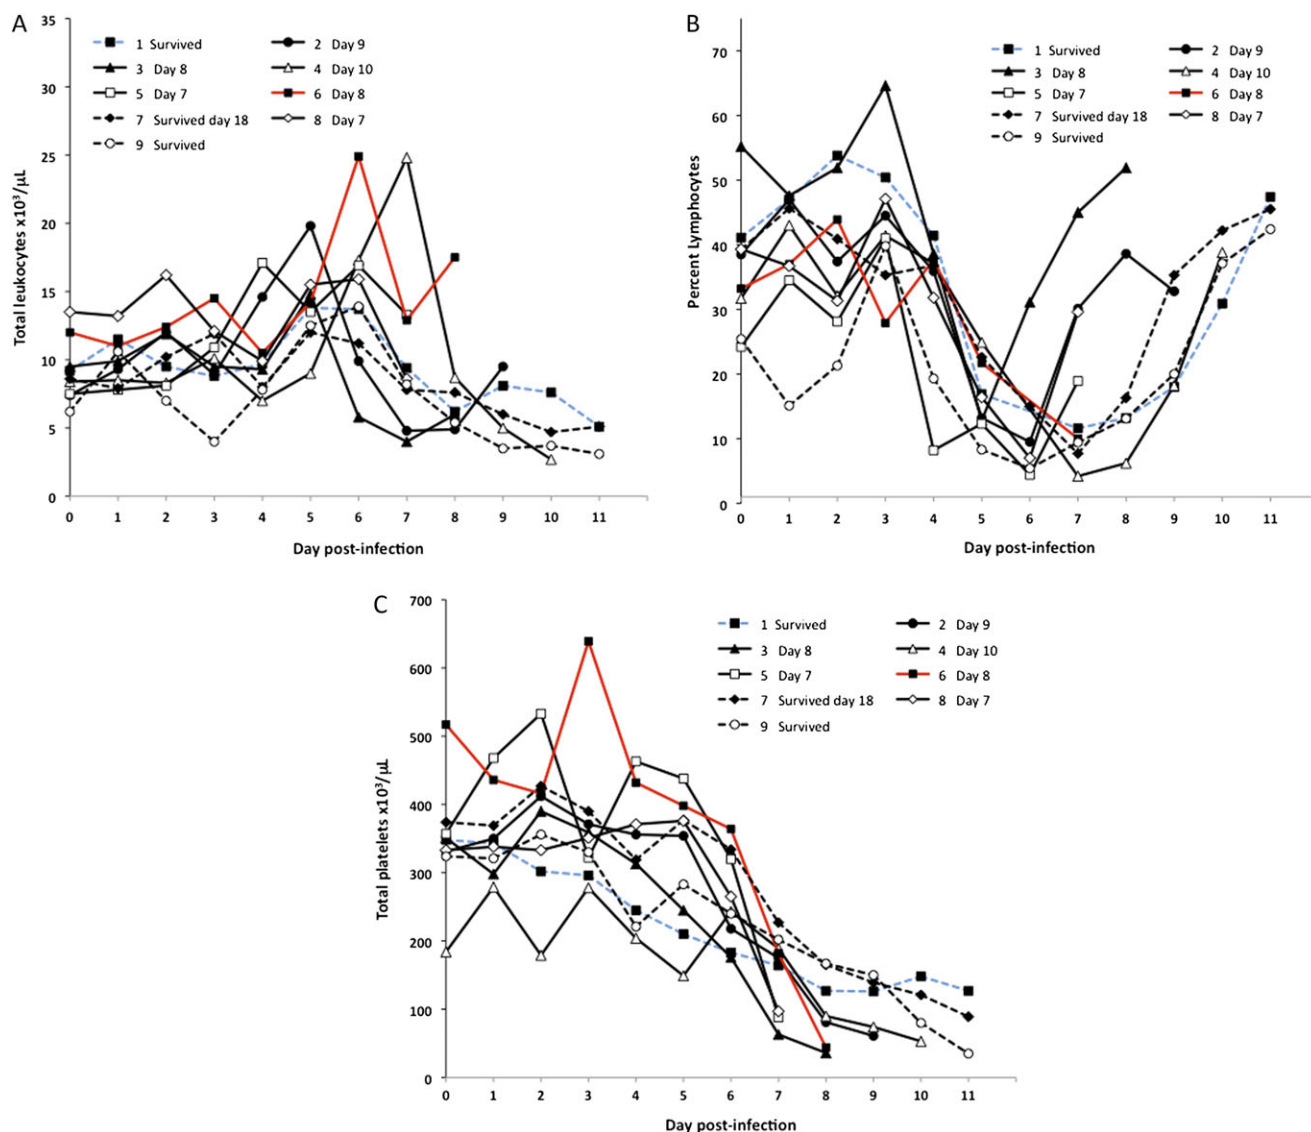 A
Total leukocytes x10³/µL
35
30
25
20
15
10
5
0
1 Survived 2 Day 9
3 Day 8 4 Day 10
5 Day 7 6 Day 8
7 Survived day 18 8 Day 7
9 Survived
0 1 2 3 4 5 6 7 8 9 10 11
Day post-infection
B
Percent Lymphocytes
70
60
50
40
30
20
10
0
1 Survived 2 Day 9
3 Day 8 4 Day 10
5 Day 7 6 Day 8
7 Survived day 18 8 Day 7
9 Survived
0 1 2 3 4 5 6 7 8 9 10 11
Day post-infection
C
Total platelets x10³/µL
700
600
500
400
300
200
100
0
1 Survived 2 Day 9
3 Day 8 4 Day 10
5 Day 7 6 Day 8
7 Survived day 18 8 Day 7
9 Survived
0 1 2 3 4 5 6 7 8 9 10 11
Day post-infection